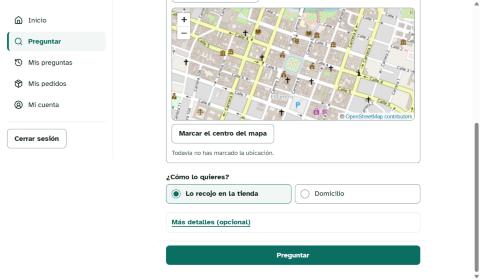 Inicio
Preguntar
Mis preguntas
Mis pedidos
Mi cuenta
Cerrar sesión
+
−
P
© OpenStreetMap contributors
Marcar el centro del mapa
Todavía no has marcado la ubicación.
¿Cómo lo quieres?
Lo recojo en la tienda
Domicilio
Más detalles (opcional)
Preguntar